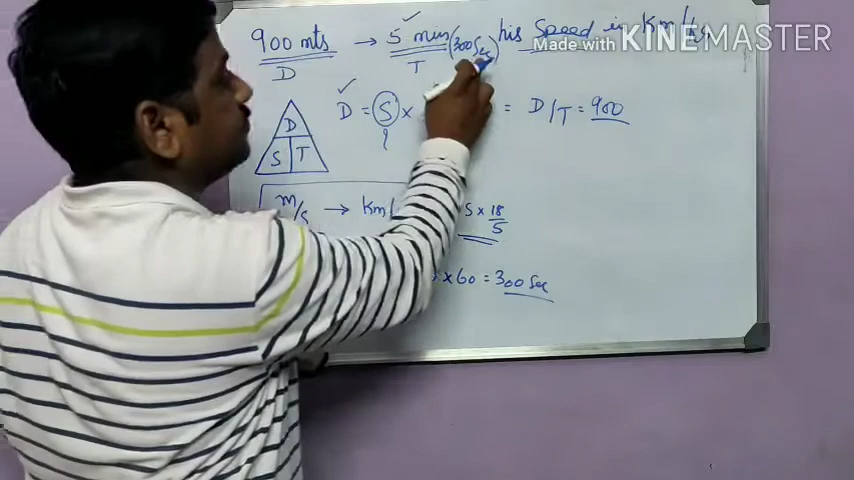 900 mts → 5 min (300 Sec) his Speed in Km/hr
D T
Made with KINEMASTER
✓ D = S × = D/T = 900
?
D
S T
m/s → km/ 5 × 18/5
× 60 = 300 Sec